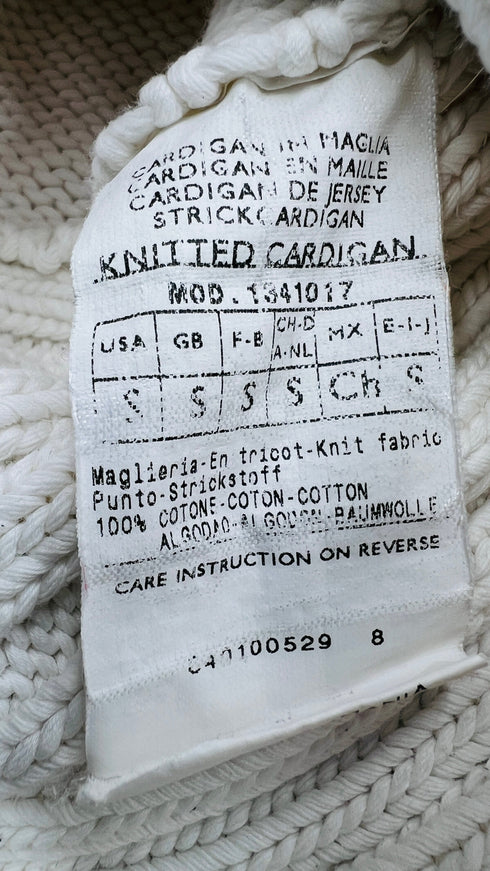 CARDIGAN IN MAGLIA
CARDIGAN EN MAILLE
CARDIGAN DE JERSEY
STRICKCARDIGAN
KNITTED CARDIGAN
MOD. 1341017
USA GB F-B CH-D A-NL MX E-I-J
S S S S Ch S
Maglieria-En tricot-Knit fabric
Punto-Strickstoff
100% COTONE-COTON-COTTON
ALGODAO-ALGODON-BAUMWOLLE
CARE INSTRUCTION ON REVERSE
040100529 8